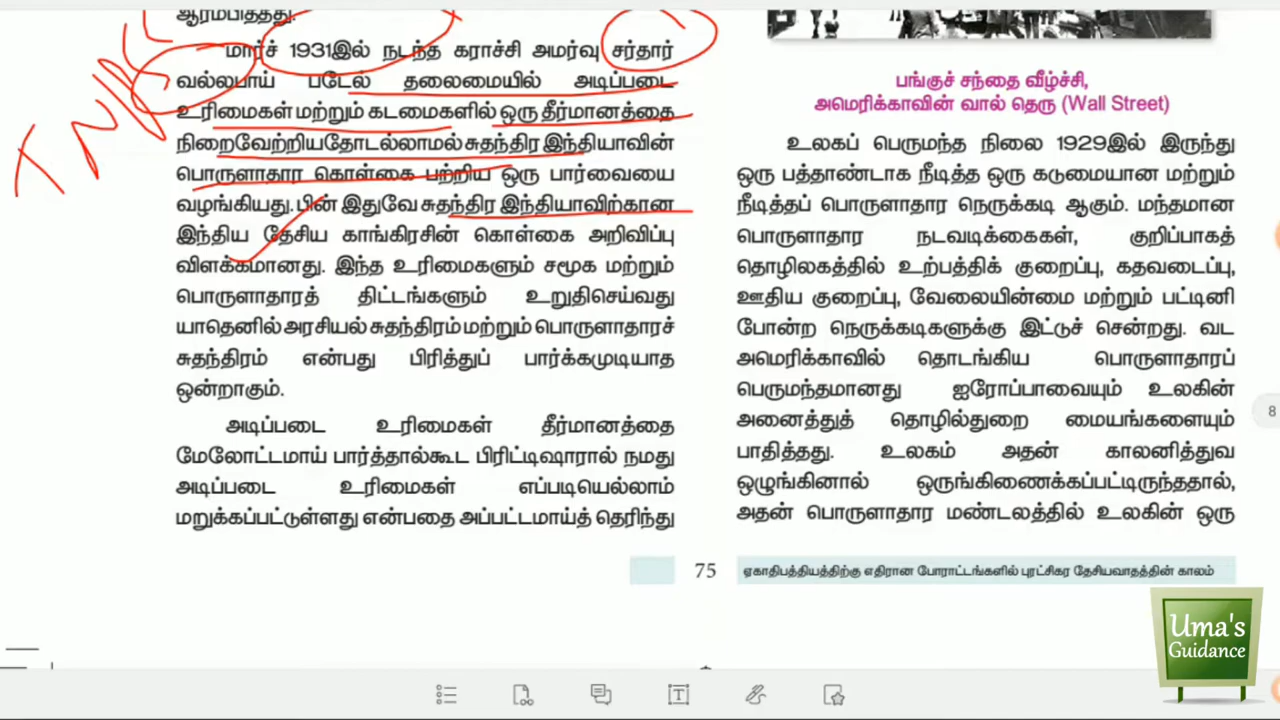 ஆரம்பித்தது.
மார்ச் 1931இல் நடந்த கராச்சி அமர்வு சர்தார்
வல்லபாய் படேல் தலைமையில் அடிப்படை
உரிமைகள் மற்றும் கடமைகளில் ஒரு தீர்மானத்தை
நிறைவேற்றியதோடல்லாமல் சுதந்திர இந்தியாவின்
பொருளாதார கொள்கை பற்றிய ஒரு பார்வையை
வழங்கியது. பின் இதுவே சுதந்திர இந்தியாவிற்கான
இந்திய தேசிய காங்கிரசின் கொள்கை அறிவிப்பு
விளக்கமானது. இந்த உரிமைகளும் சமூக மற்றும்
பொருளாதாரத் திட்டங்களும் உறுதிசெய்வது
யாதெனில் அரசியல் சுதந்திரம் மற்றும் பொருளாதாரச்
சுதந்திரம் என்பது பிரித்துப் பார்க்கமுடியாத
ஒன்றாகும்.
அடிப்படை உரிமைகள் தீர்மானத்தை
மேலோட்டமாய் பார்த்தால்கூட பிரிட்டிஷாரால் நமது
அடிப்படை உரிமைகள் எப்படியெல்லாம்
மறுக்கப்பட்டுள்ளது என்பதை அப்பட்டமாய்த் தெரிந்து
பங்குச் சந்தை வீழ்ச்சி,
அமெரிக்காவின் வால் தெரு (Wall Street)
உலகப் பெருமந்த நிலை 1929இல் இருந்து
ஒரு பத்தாண்டாக நீடித்த ஒரு கடுமையான மற்றும்
நீடித்தப் பொருளாதார நெருக்கடி ஆகும். மந்தமான
பொருளாதார நடவடிக்கைகள், குறிப்பாகத்
தொழிலகத்தில் உற்பத்திக் குறைப்பு, கதவடைப்பு,
ஊதிய குறைப்பு, வேலையின்மை மற்றும் பட்டினி
போன்ற நெருக்கடிகளுக்கு இட்டுச் சென்றது. வட
அமெரிக்காவில் தொடங்கிய பொருளாதாரப்
பெருமந்தமானது ஐரோப்பாவையும் உலகின்
அனைத்துத் தொழில்துறை மையங்களையும்
பாதித்தது. உலகம் அதன் காலனித்துவ
ஒழுங்கினால் ஒருங்கிணைக்கப்பட்டிருந்ததால்,
அதன் பொருளாதார மண்டலத்தில் உலகின் ஒரு
75 ஏகாதிபத்தியத்திற்கு எதிரான போராட்டங்களில் புரட்சிகர தேசியவாதத்தின் காலம்
8
Uma's
Guidance